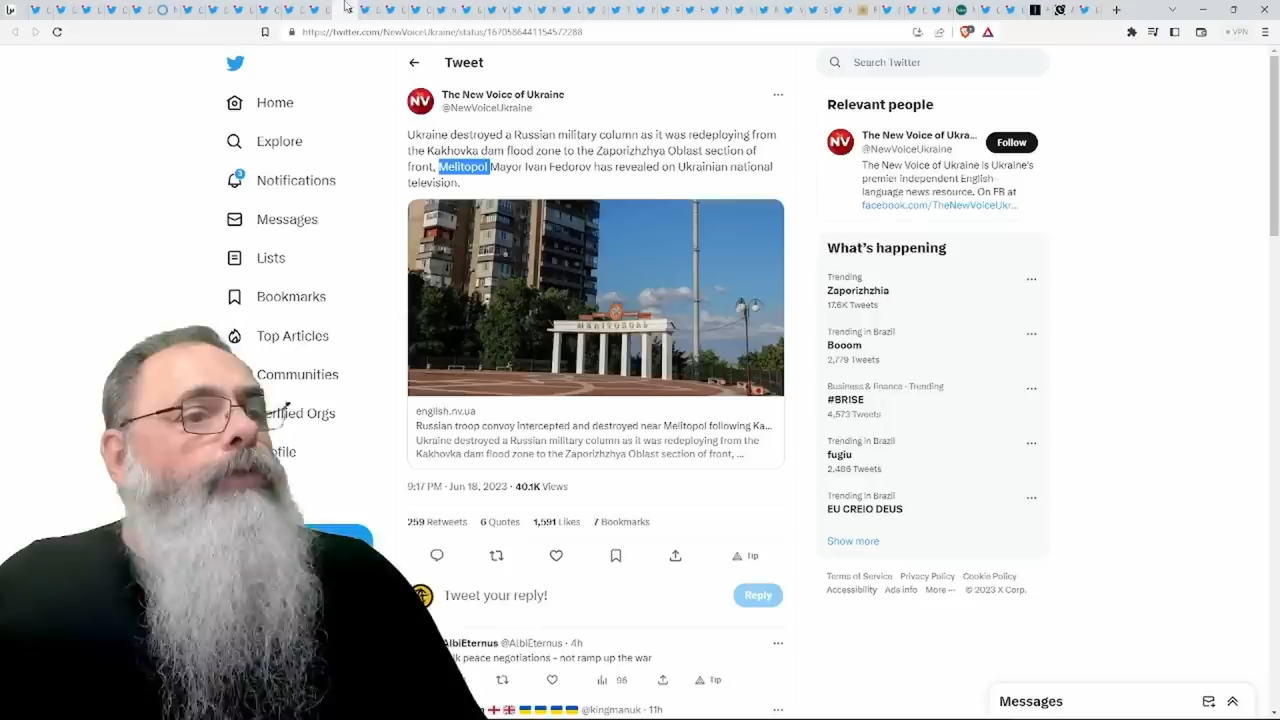 https://twitter.com/NewVoiceUkraine/status/1670586441154572288
VPN
Home
Explore
3
Notifications
Messages
Lists
Bookmarks
Top Articles
Communities
Orgs
Tweet
NV
The New Voice of Ukraine
@NewVoiceUkraine
Ukraine destroyed a Russian military column as it was redeploying from
the Kakhovka dam flood zone to the Zaporizhzhya Oblast section of
front, Melitopol Mayor Ivan Fedorov has revealed on Ukrainian national
television.
english.nv.ua
Russian troop convoy intercepted and destroyed near Melitopol following Ka...
Ukraine destroyed a Russian military column as it was redeploying from the
Kakhovka dam flood zone to the Zaporizhzhya Oblast section of front, ...
9:17 PM · Jun 18, 2023 · 40.1K Views
259 Retweets 6 Quotes 1,591 Likes 7 Bookmarks
Tip
Tweet your reply!
Reply
AlbiEternus @AlbiEternus · 4h
peace negotiations - not ramp up the war
96
Tip
@kingmanuk · 11h
Search Twitter
Relevant people
NV
The New Voice of Ukra...
@NewVoiceUkraine
Follow
The New Voice of Ukraine is Ukraine's
premier independent English
language news resource. On FB at
facebook.com/TheNewVoiceUkr...
What's happening
Trending
Zaporizhzhia
17.6K Tweets
Trending in Brazil
Booom
2,779 Tweets
Business & finance · Trending
#BRISE
4,573 Tweets
Trending in Brazil
fugiu
2,486 Tweets
Trending in Brazil
EU CREIO DEUS
Show more
Terms of Service Privacy Policy Cookie Policy
Accessibility Ads info More ··· © 2023 X Corp.
Messages